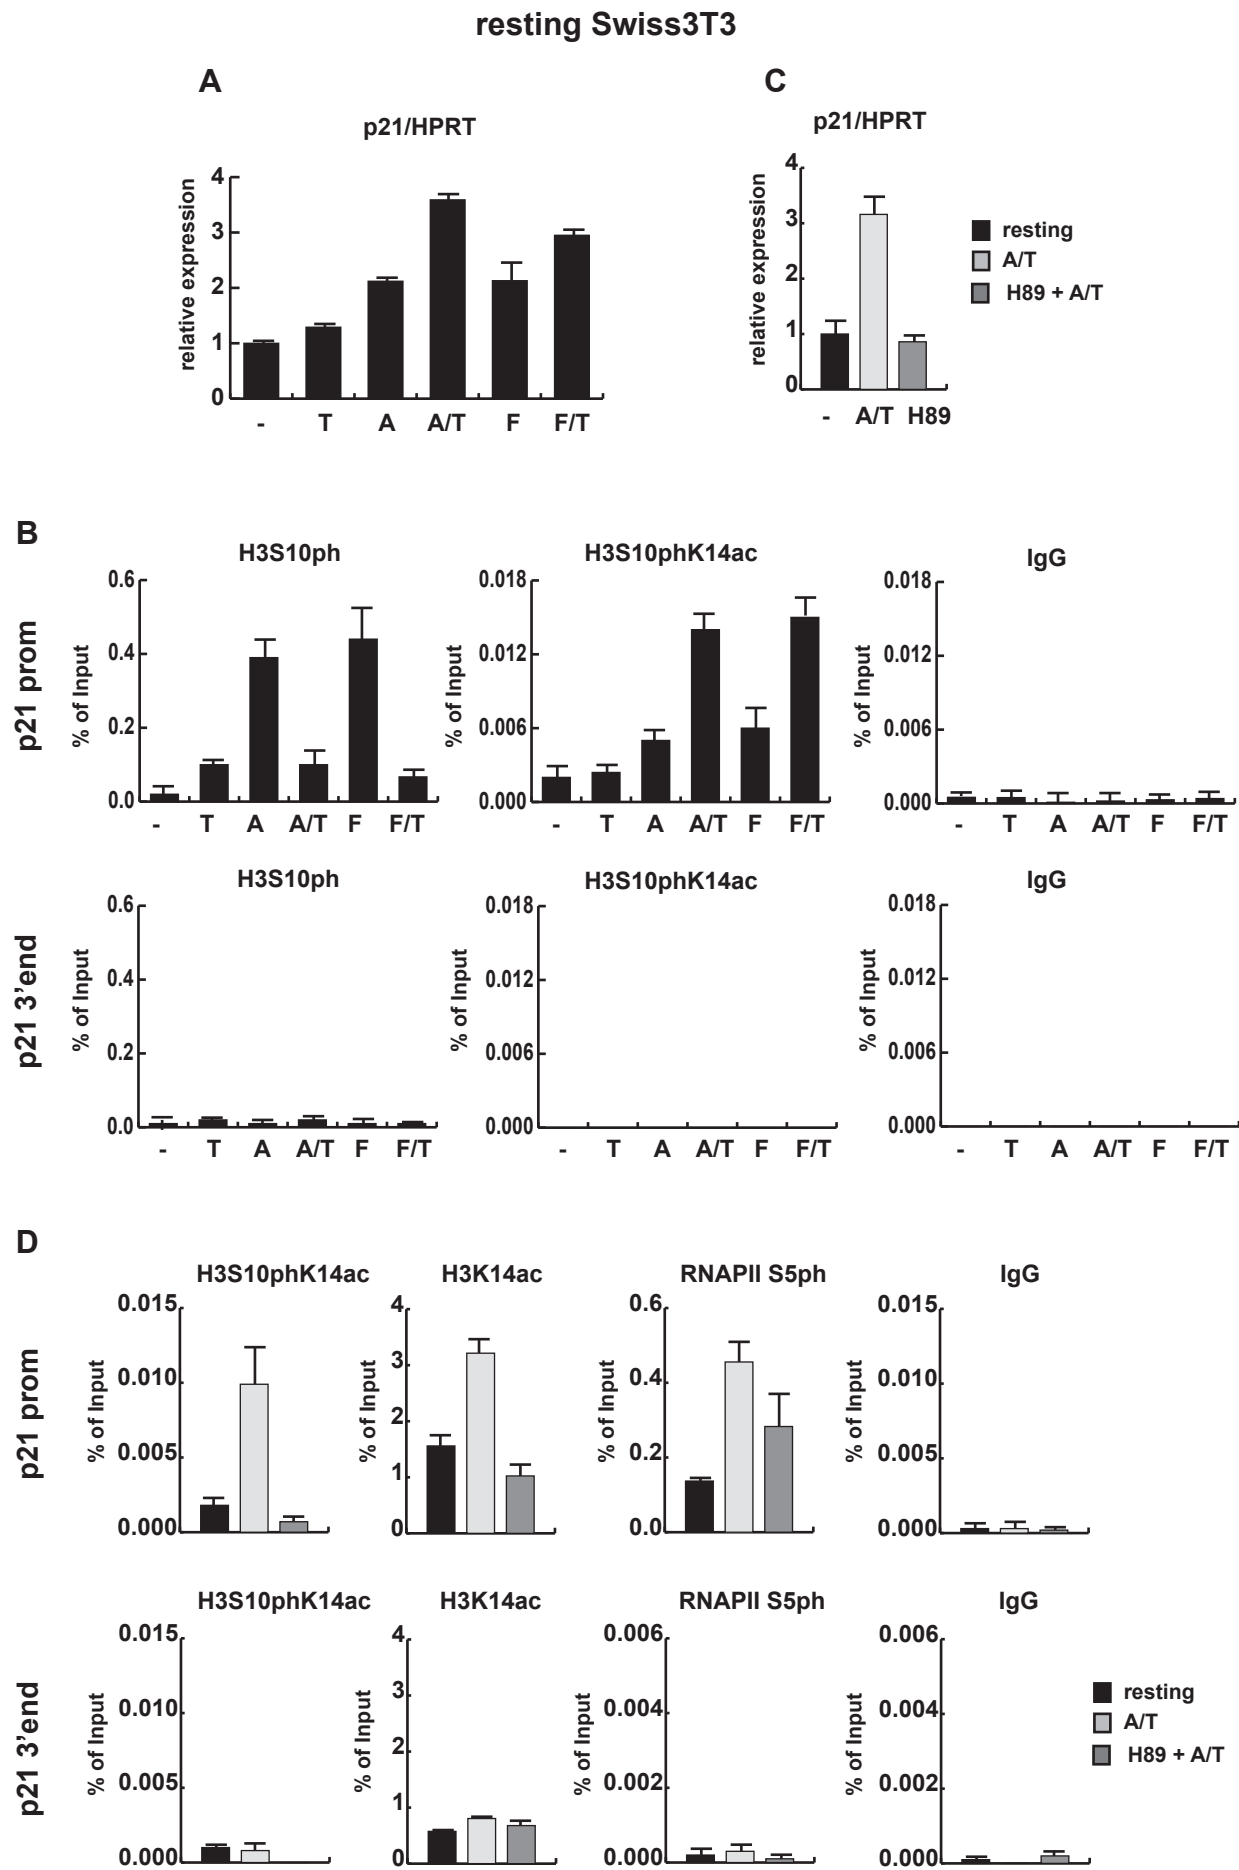 resting Swiss3T3
A
p21/HPRT
relative expression
4
3
2
1
0
- T A A/T F F/T
C
p21/HPRT
relative expression
4
3
2
1
0
- A/T H89
resting
A/T
H89 + A/T
B
p21 prom
H3S10ph
% of Input
0.6
0.4
0.2
0.0
- T A A/T F F/T
H3S10phK14ac
% of Input
0.018
0.012
0.006
0.000
- T A A/T F F/T
IgG
% of Input
0.018
0.012
0.006
0.000
- T A A/T F F/T
p21 3'end
H3S10ph
% of Input
0.6
0.4
0.2
0.0
- T A A/T F F/T
H3S10phK14ac
% of Input
0.018
0.012
0.006
0.000
- T A A/T F F/T
IgG
% of Input
0.018
0.012
0.006
0.000
- T A A/T F F/T
D
p21 prom
H3S10phK14ac
% of Input
0.015
0.010
0.005
0.000
H3K14ac
% of Input
4
3
2
1
0
RNAPII S5ph
% of Input
0.6
0.4
0.2
0.0
IgG
% of Input
0.015
0.010
0.005
0.000
p21 3'end
H3S10phK14ac
% of Input
0.015
0.010
0.005
0.000
H3K14ac
% of Input
4
3
2
1
0
RNAPII S5ph
% of Input
0.006
0.004
0.002
0.000
IgG
% of Input
0.006
0.004
0.002
0.000
resting
A/T
H89 + A/T